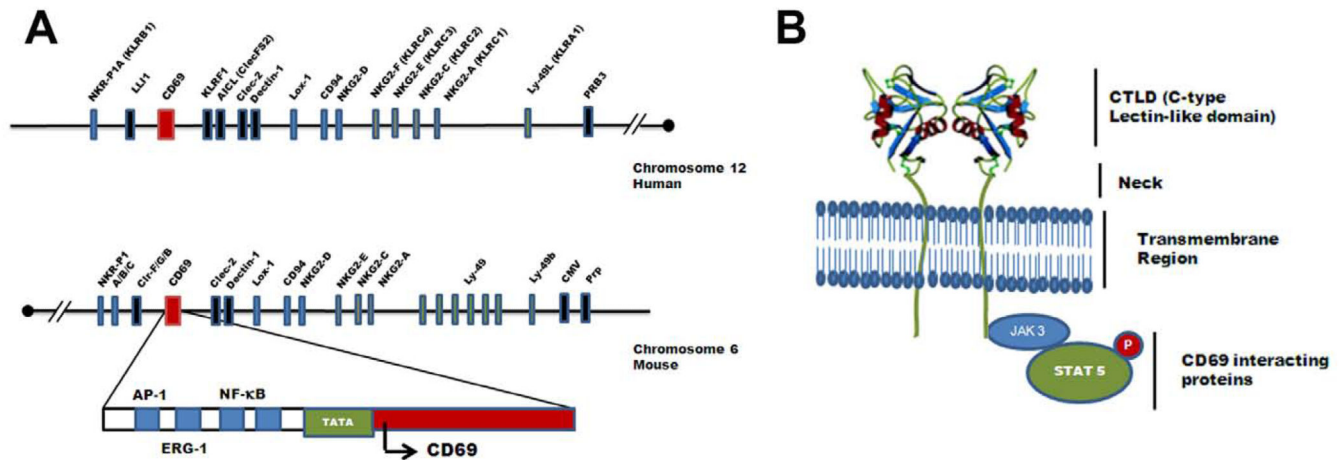 A
NKR-P1A (KLRB1)
LLI1
CD69
KLRF1
AICL (ClecFS2)
Clec-2
Dectin-1
Lox-1
CD94
NKG2-D
NKG2-F (KLRC4)
NKG2-E (KLRC3)
NKG2-C (KLRC2)
NKG2-A (KLRC1)
Ly-49L (KLRA1)
PRB3
Chromosome 12
Human
NKR-P1
A/B/C
Clr-F/G/B
CD69
Clec-2
Dectin-1
Lox-1
CD94
NKG2-D
NKG2-E
NKG2-C
NKG2-A
Ly-49
Ly-49b
CMV
Prp
Chromosome 6
Mouse
AP-1
NF-κB
TATA
ERG-1
CD69
B
CTLD (C-type
Lectin-like domain)
Neck
Transmembrane
Region
JAK 3
P
STAT 5
CD69 interacting
proteins